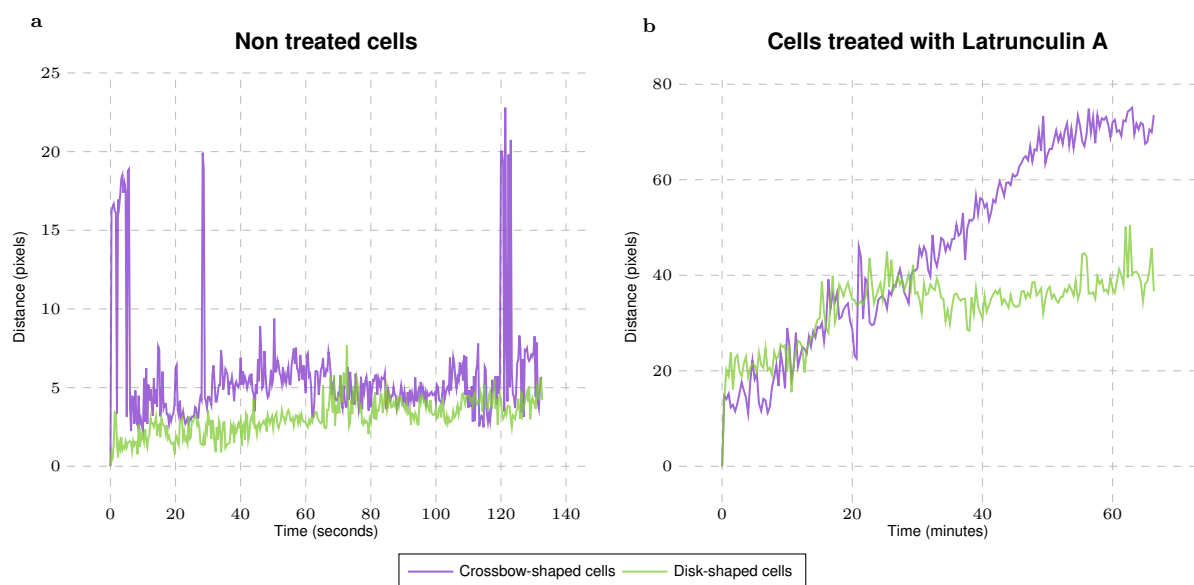 a
Non treated cells
25
20
15
10
5
0
Distance (pixels)
0 20 40 60 80 100 120 140
Time (seconds)
b
Cells treated with Latrunculin A
80
60
40
20
0
Distance (pixels)
0 20 40 60
Time (minutes)
Crossbow-shaped cells Disk-shaped cells